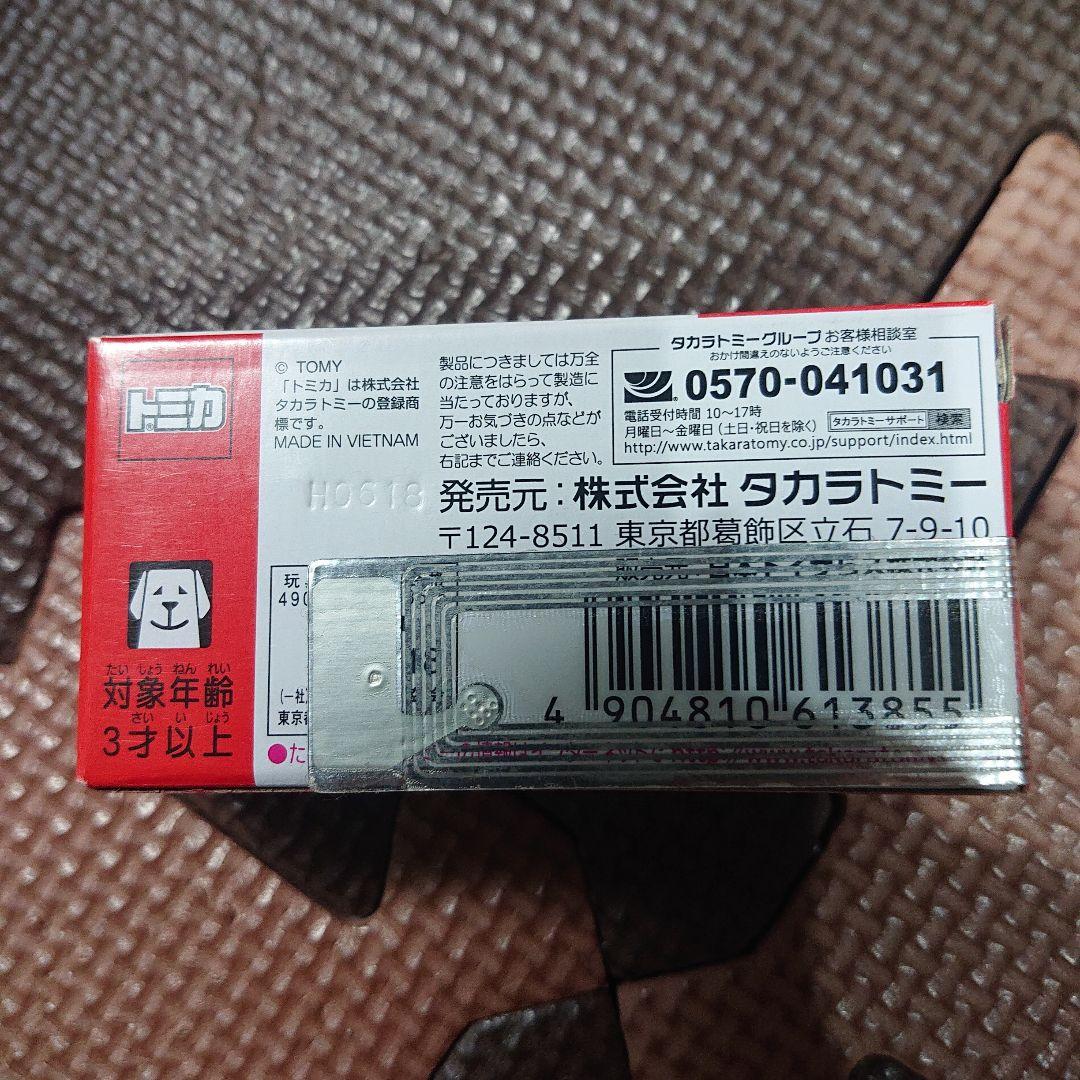 トミカ®
© TOMY
「トミカ」は株式会社
タカラトミーの登録商
標です。
MADE IN VIETNAM
H0618
製品につきましては万全
の注意をはらって製造に
当たっておりますが、
万一お気づきの点などが
ございましたら、
右記までご連絡ください。
タカラトミーグループ お客様相談室
おかけ間違えのないようご注意ください
0570-041031
電話受付時間 10〜17時
月曜日〜金曜日（土日・祝日を除く）
タカラトミーサポート 検索
http://www.takaratomy.co.jp/support/index.html
発売元：株式会社 タカラトミー
〒124-8511 東京都葛飾区立石 7-9-10
たい しょう ねん れい
対象年齢
さい い じょう
3才以上
玩
490
18
（一社）
東京
●た
4 904810 613855